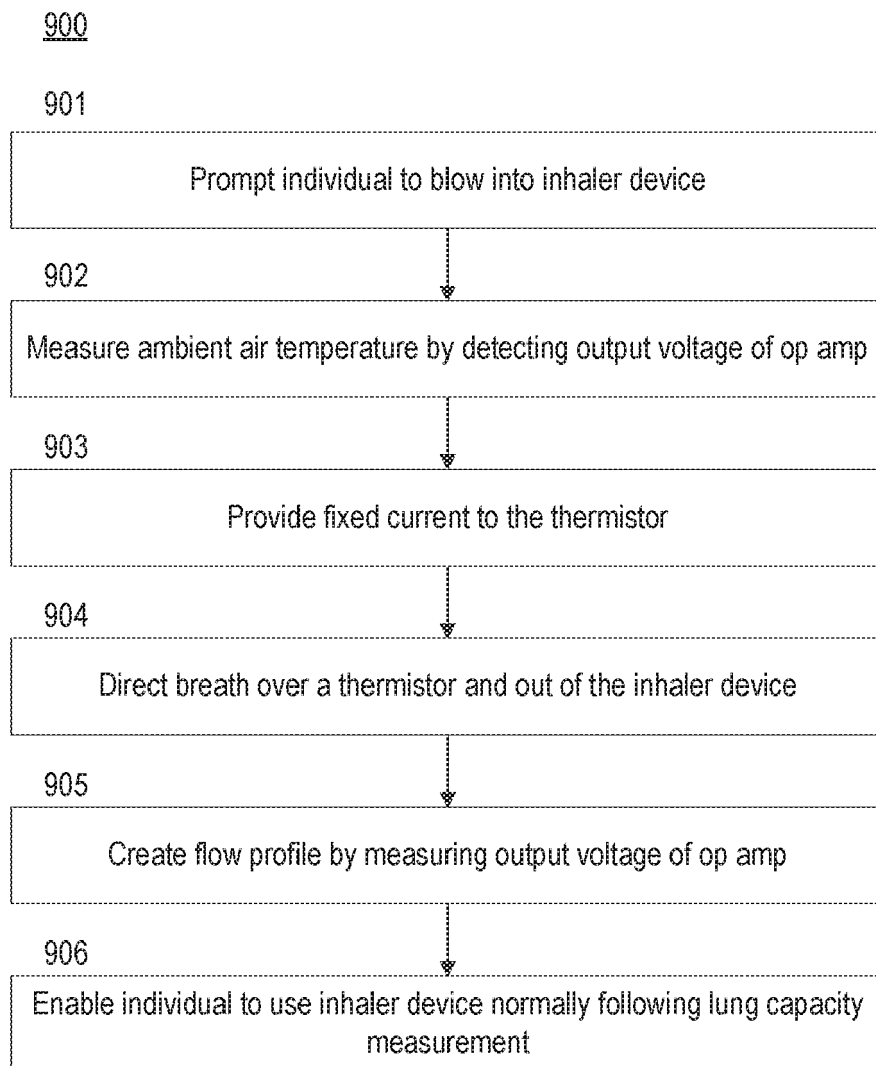 900
901
Prompt individual to blow into inhaler device
902
Measure ambient air temperature by detecting output voltage of op amp
903
Provide fixed current to the thermistor
904
Direct breath over a thermistor and out of the inhaler device
905
Create flow profile by measuring output voltage of op amp
906
Enable individual to use inhaler device normally following lung capacity
measurement